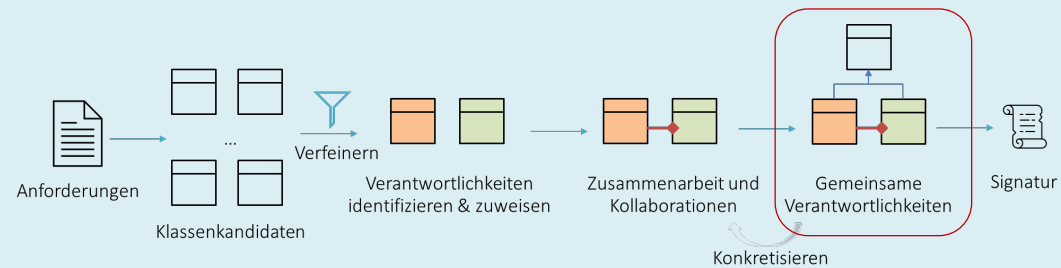 Anforderungen
...
Klassenkandidaten
Verfeinern
Verantwortlichkeiten
identifizieren & zuweisen
Zusammenarbeit und
Kollaborationen
Gemeinsame
Verantwortlichkeiten
Konkretisieren
Signatur